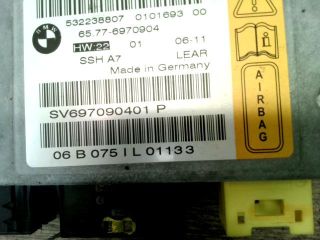 BMW
532238807 0101693 00
65.77-6970904
HW:22 01 06-11
SSH A7 LEAR
Made in Germany
SV697090401 P
06 B 075 I L 01133
AIRBAG